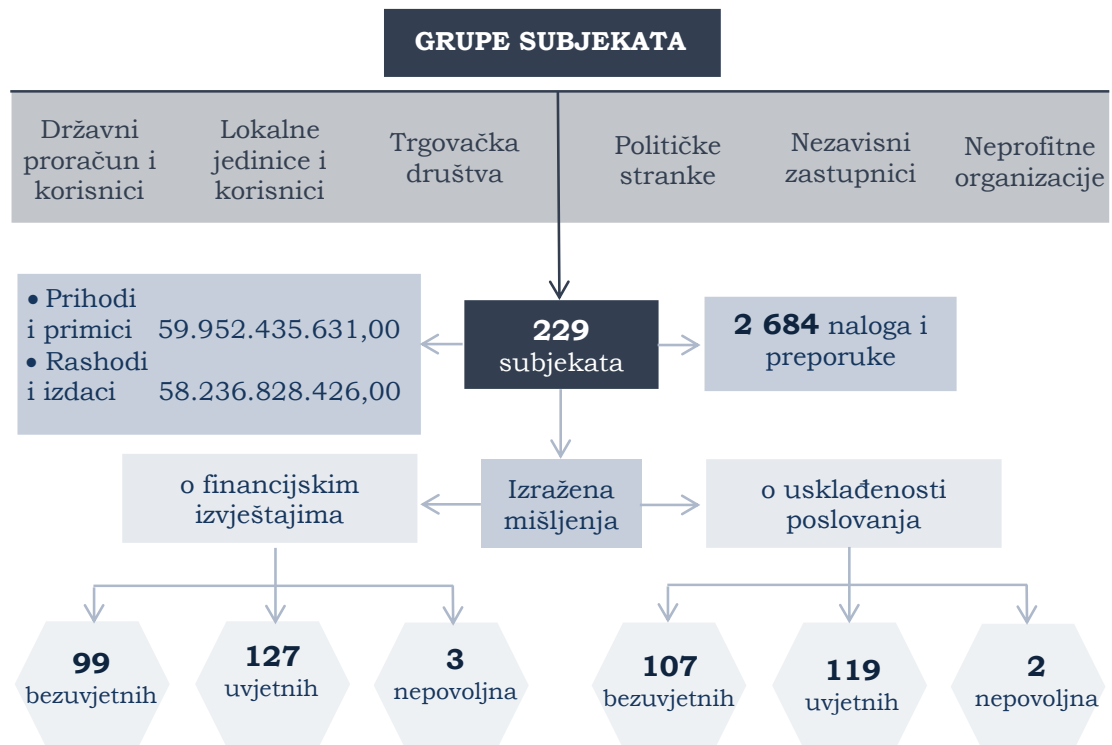 GRUPE SUBJEKATA
Državni
proračun i
korisnici
Lokalne
jedinice i
korisnici
Trgovačka
društva
Političke
stranke
Nezavisni
zastupnici
Neprofitne
organizacije
• Prihodi
i primici 59.952.435.631,00
• Rashodi
i izdaci 58.236.828.426,00
229
subjekata
2 684 naloga i
preporuke
o financijskim
izvještajima
Izražena
mišljenja
o usklađenosti
poslovanja
99
bezuvjetnih
127
uvjetnih
3
nepovoljna
107
bezuvjetnih
119
uvjetnih
2
nepovoljna